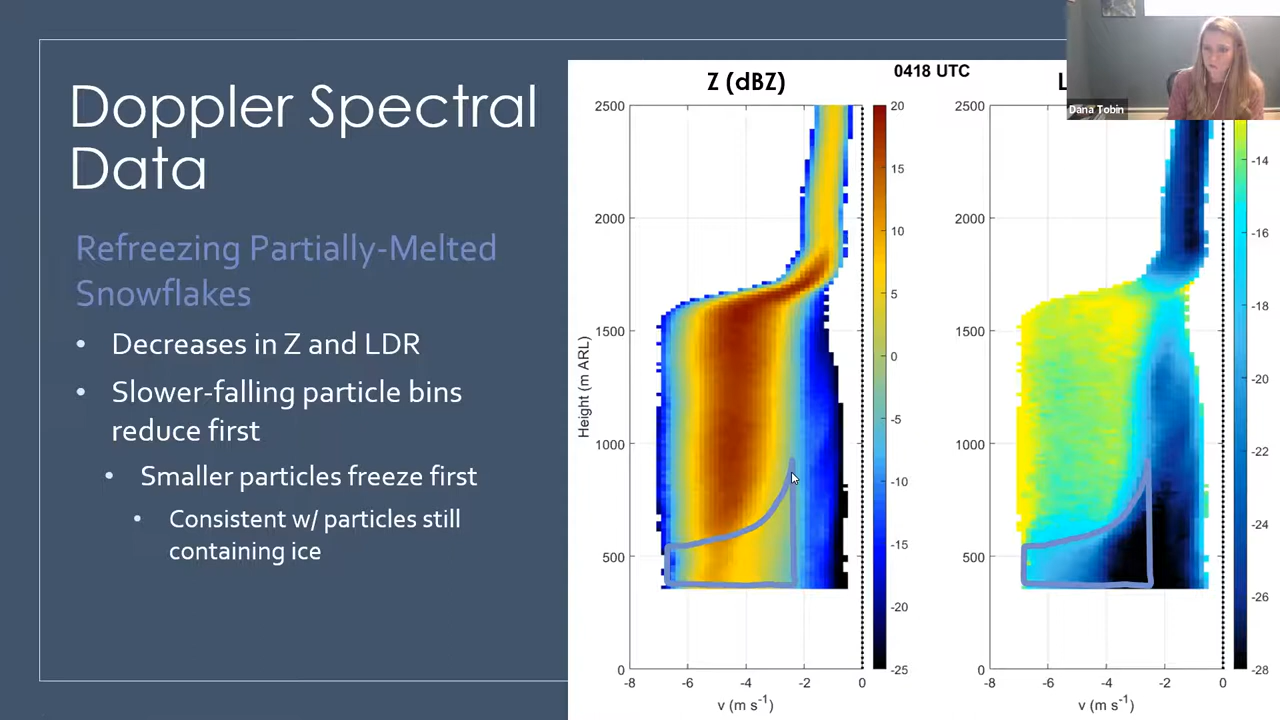 Doppler Spectral
Data
Refreezing Partially-Melted
Snowflakes
• Decreases in Z and LDR
• Slower-falling particle bins
reduce first
• Smaller particles freeze first
• Consistent w/ particles still
containing ice
Z (dBZ)
0418 UTC
L
Dana Tobin
2500
2000
1500
1000
500
0
Height (m ARL)
-8 -6 -4 -2 0
v (m s-1)
20
15
10
5
0
-5
-10
-15
-20
-25
2500
2000
1500
1000
500
0
-8 -6 -4 -2 0
v (m s-1)
-14
-16
-18
-20
-22
-24
-26
-28